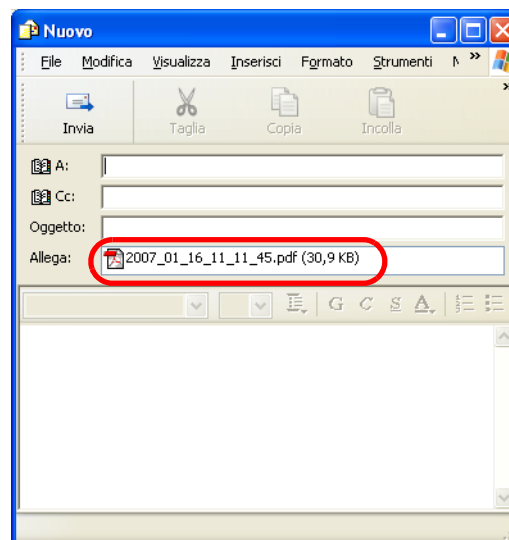 Nuovo
File Modifica Visualizza Inserisci Formato Strumenti »
Invia Taglia Copia Incolla »
A:
Cc:
Oggetto:
Allega: 2007_01_16_11_11_45.pdf (30,9 KB)
G C S A